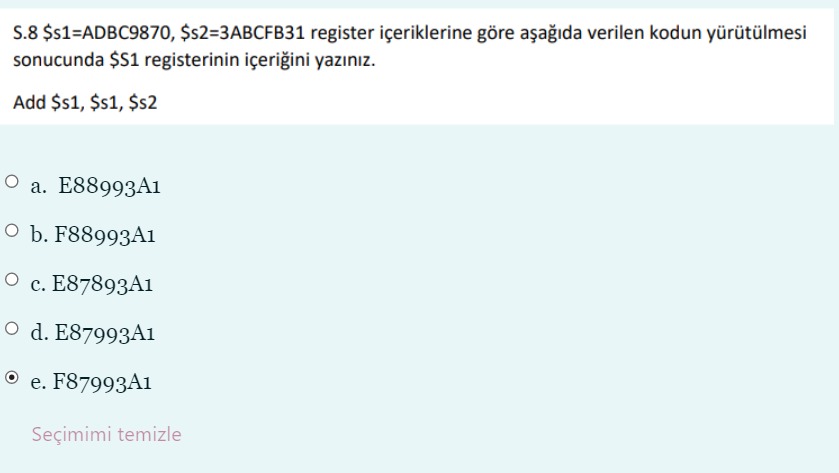 S.8 $s1=ADBC9870, $s2=3ABCFB31 register içeriklerine göre aşağıda verilen kodun yürütülmesi
sonucunda $S1 registerinin içeriğini yazınız.
Add $s1, $s1, $s2
a. E88993A1
b. F88993A1
c. E87893A1
d. E87993A1
e. F87993A1
Seçimimi temizle